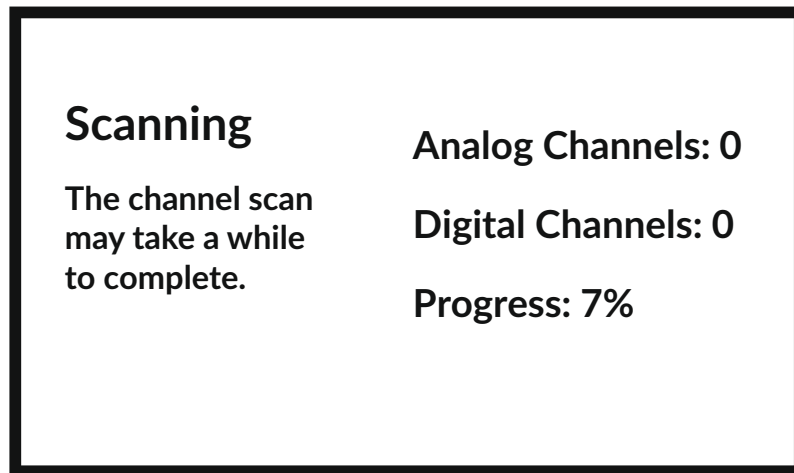 Scanning
The channel scan
may take a while
to complete.
Analog Channels: 0
Digital Channels: 0
Progress: 7%